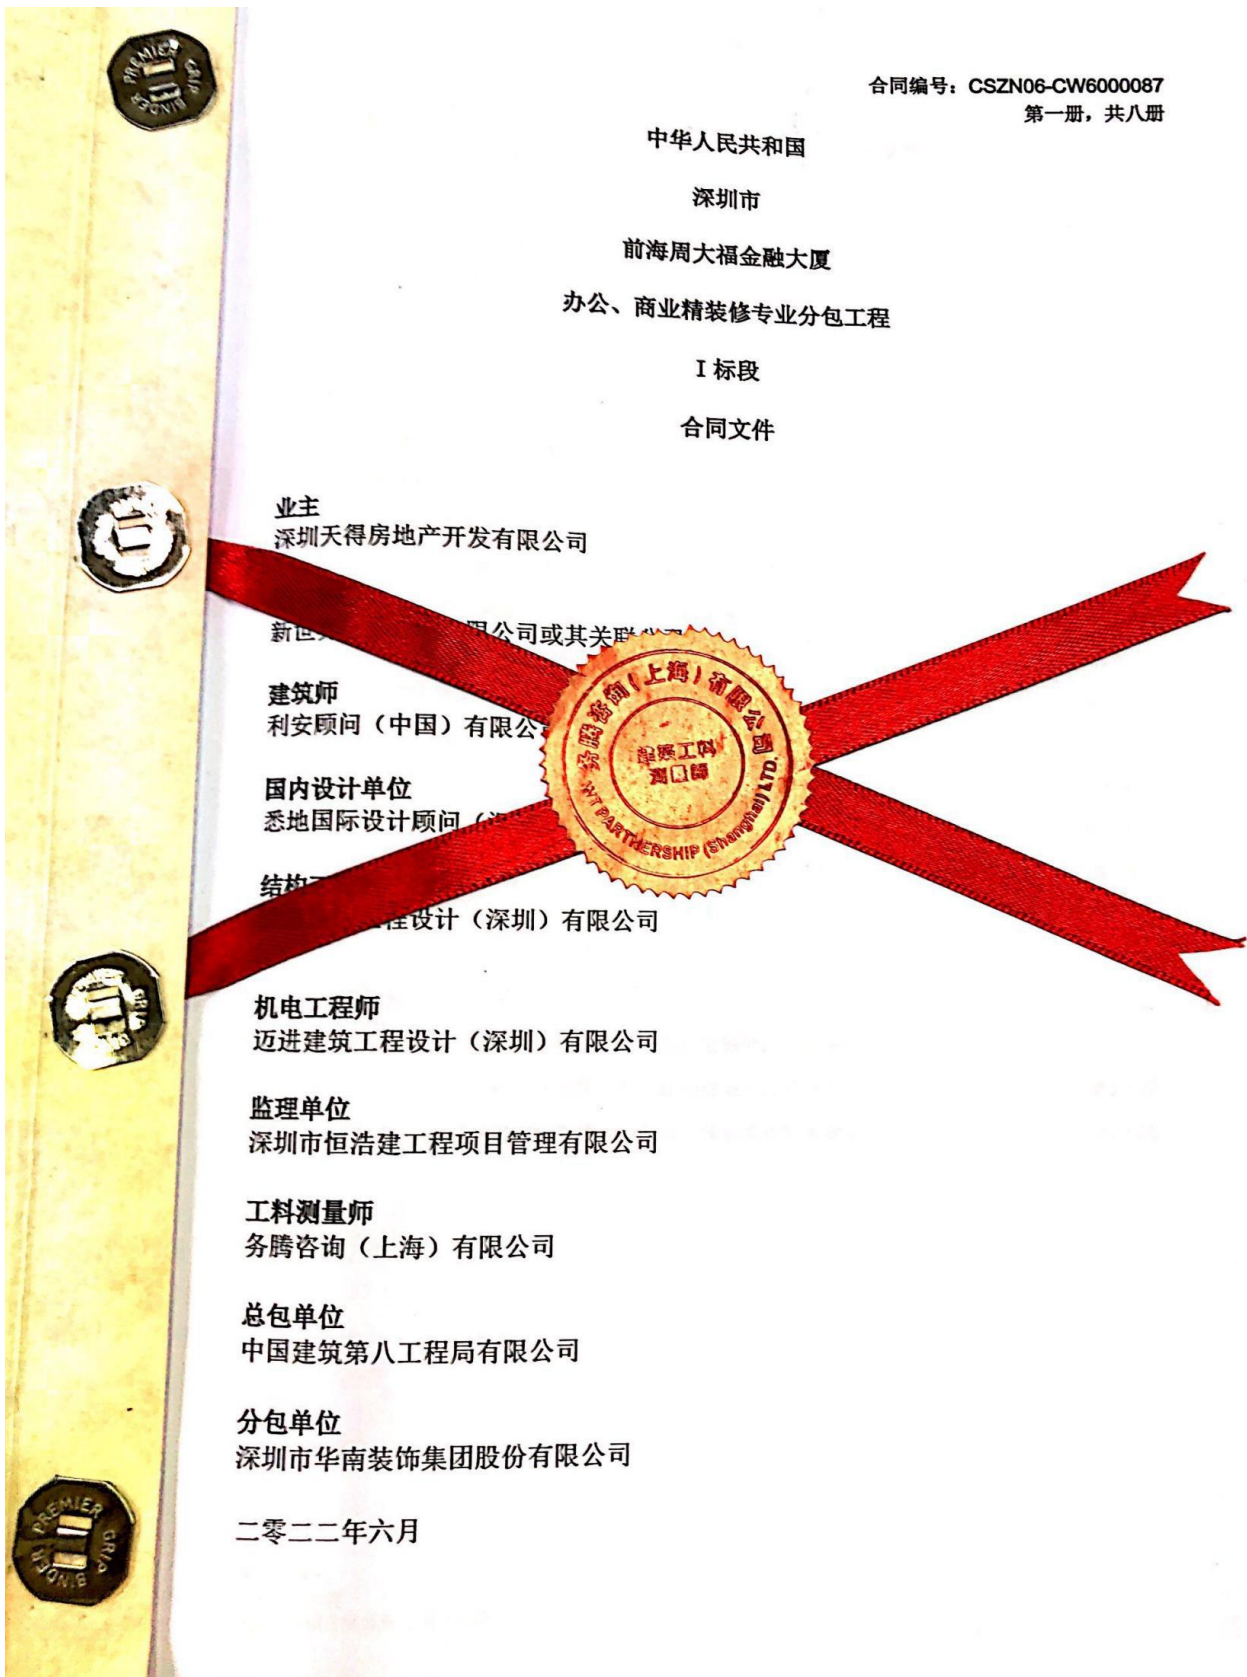 合同编号：CSZN06-CW6000087
第一册，共八册
中华人民共和国
深圳市
前海周大福金融大厦
办公、商业精装修专业分包工程
I 标段
合同文件
业主
深圳天得房地产开发有限公司
公司或其关联
建筑师
利安顾问（中国）有限公
国内设计单位
悉地国际设计顾问
结构
程设计（深圳）有限公司
机电工程师
迈进建筑工程设计（深圳）有限公司
监理单位
深圳市恒浩建工程项目管理有限公司
工料测量师
务腾咨询（上海）有限公司
总包单位
中国建筑第八工程局有限公司
分包单位
深圳市华南装饰集团股份有限公司
二零二二年六月
务腾咨询(上海)有限公司
WT PARTNERSHIP (Shanghai) LTD.
PREMIER GRIP BINDER
PREMIER GRIP BINDER